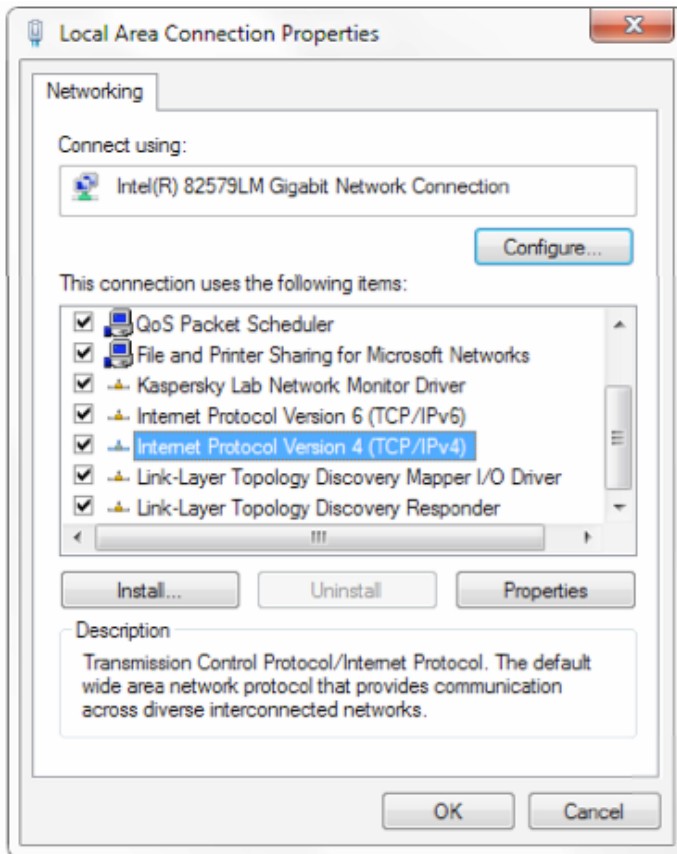 Local Area Connection Properties
Networking
Connect using:
Intel(R) 82579LM Gigabit Network Connection
Configure...
This connection uses the following items:
QoS Packet Scheduler
File and Printer Sharing for Microsoft Networks
Kaspersky Lab Network Monitor Driver
Internet Protocol Version 6 (TCP/IPv6)
Internet Protocol Version 4 (TCP/IPv4)
Link-Layer Topology Discovery Mapper I/O Driver
Link-Layer Topology Discovery Responder
Install... Uninstall Properties
Description
Transmission Control Protocol/Internet Protocol. The default
wide area network protocol that provides communication
across diverse interconnected networks.
OK Cancel